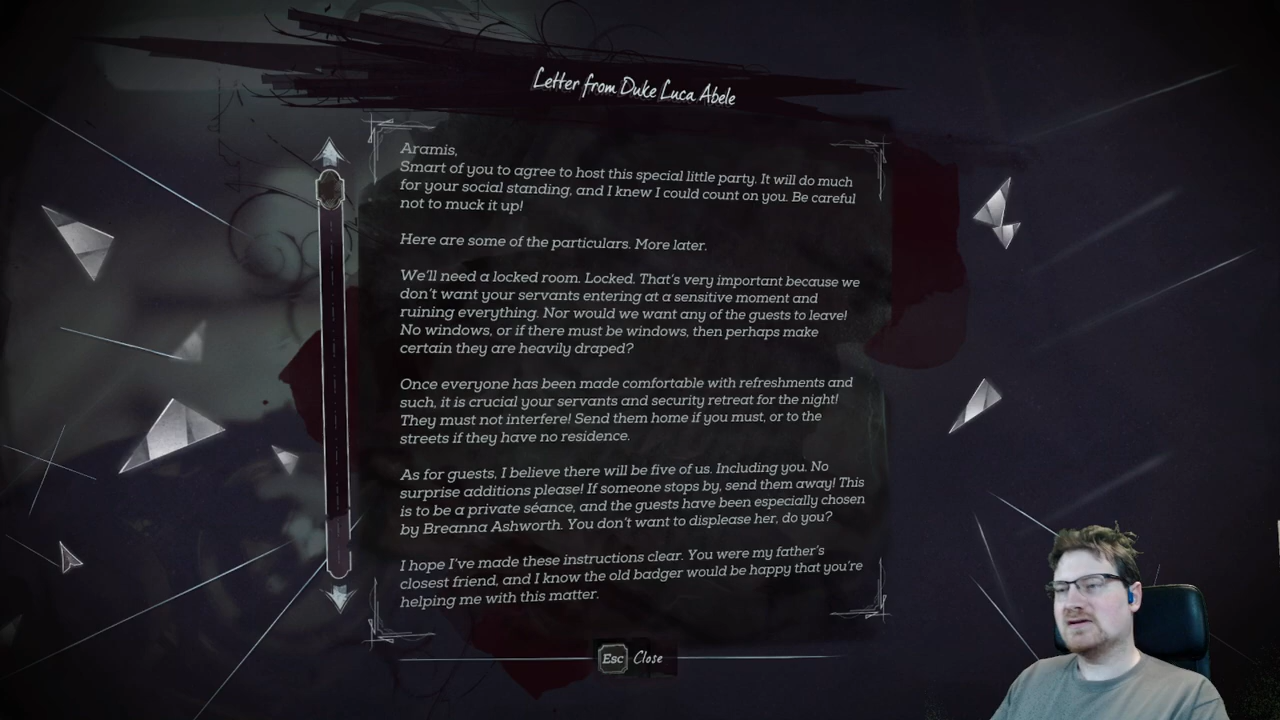 Letter from Duke Luca Abele
Aramis,
Smart of you to agree to host this special little party. It will do much
for your social standing, and I knew I could count on you. Be careful
not to muck it up!
Here are some of the particulars. More later.
We'll need a locked room. Locked. That's very important because we
don't want your servants entering at a sensitive moment and
ruining everything. Nor would we want any of the guests to leave!
No windows, or if there must be windows, then perhaps make
certain they are heavily draped?
Once everyone has been made comfortable with refreshments and
such, it is crucial your servants and security retreat for the night!
They must not interfere! Send them home if you must, or to the
streets if they have no residence.
As for guests, I believe there will be five of us. Including you. No
surprise additions please! If someone stops by, send them away! This
is to be a private séance, and the guests have been especially chosen
by Breanna Ashworth. You don't want to displease her, do you?
I hope I've made these instructions clear. You were my father's
closest friend, and I know the old badger would be happy that you're
helping me with this matter.
Esc Close